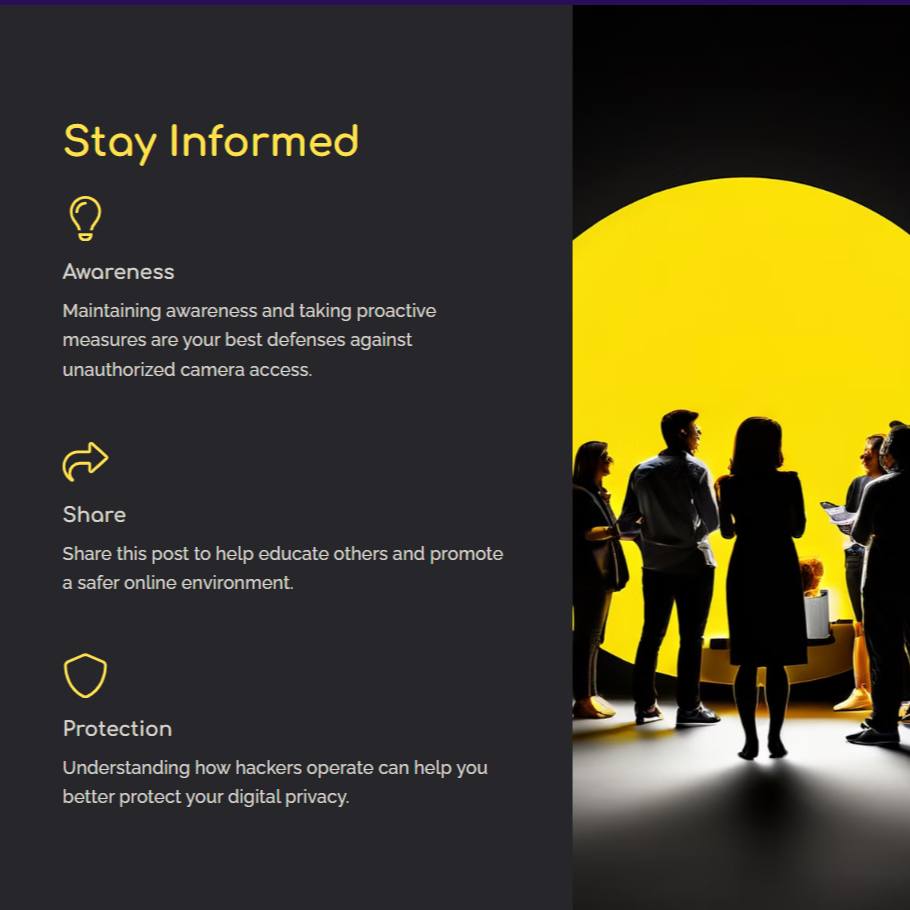 Stay Informed
Awareness
Maintaining awareness and taking proactive
measures are your best defenses against
unauthorized camera access.
Share
Share this post to help educate others and promote
a safer online environment.
Protection
Understanding how hackers operate can help you
better protect your digital privacy.